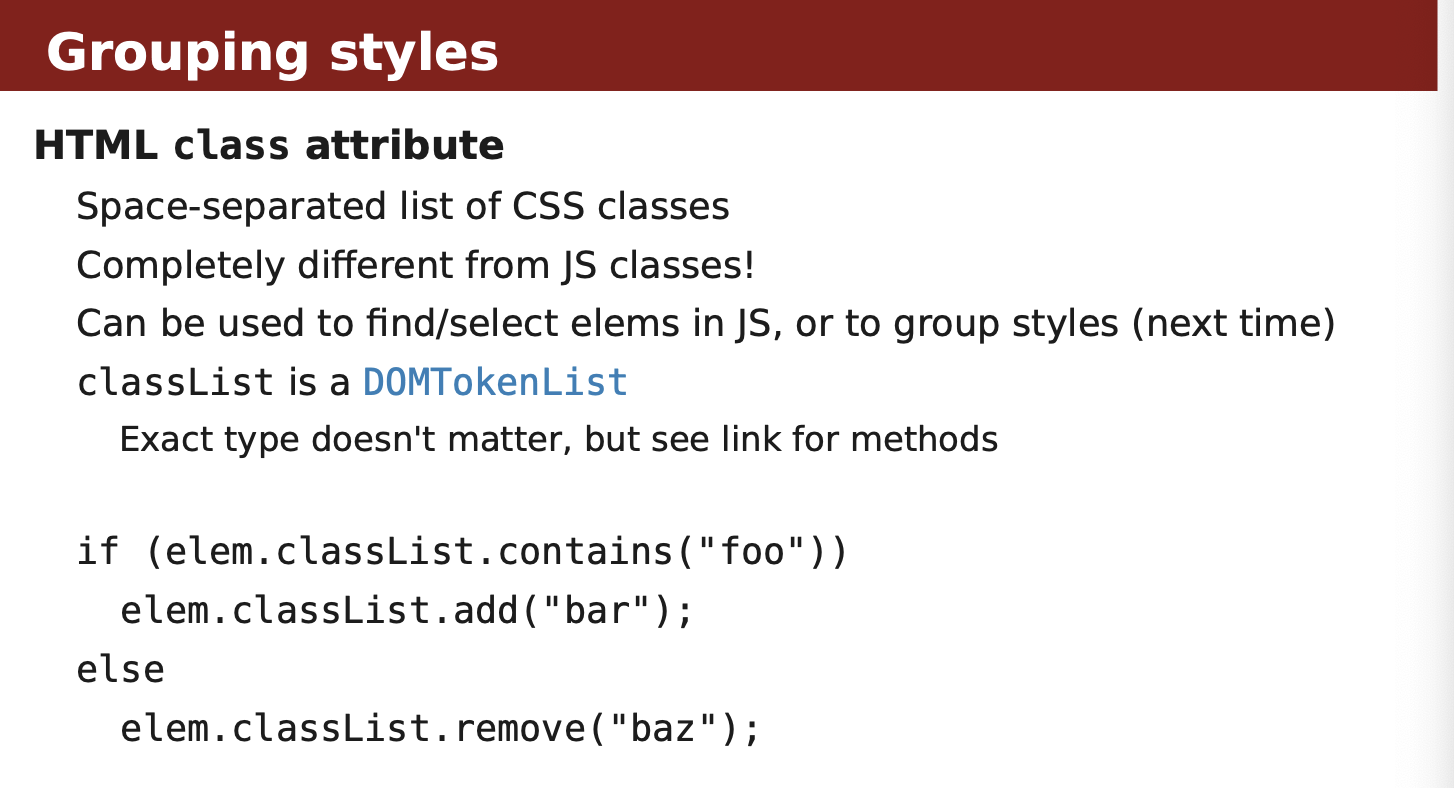 Grouping styles
HTML class attribute
Space-separated list of CSS classes
Completely different from JS classes!
Can be used to find/select elems in JS, or to group styles (next time)
classList is a DOMTokenList
Exact type doesn't matter, but see link for methods
if (elem.classList.contains("foo"))
elem.classList.add("bar");
else
elem.classList.remove("baz");